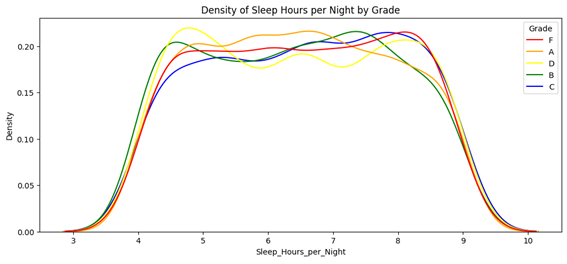 Density of Sleep Hours per Night by Grade
Grade
F
A
D
B
C
Density
0.20
0.15
0.10
0.05
0.00
3 4 5 6 7 8 9 10
Sleep_Hours_per_Night